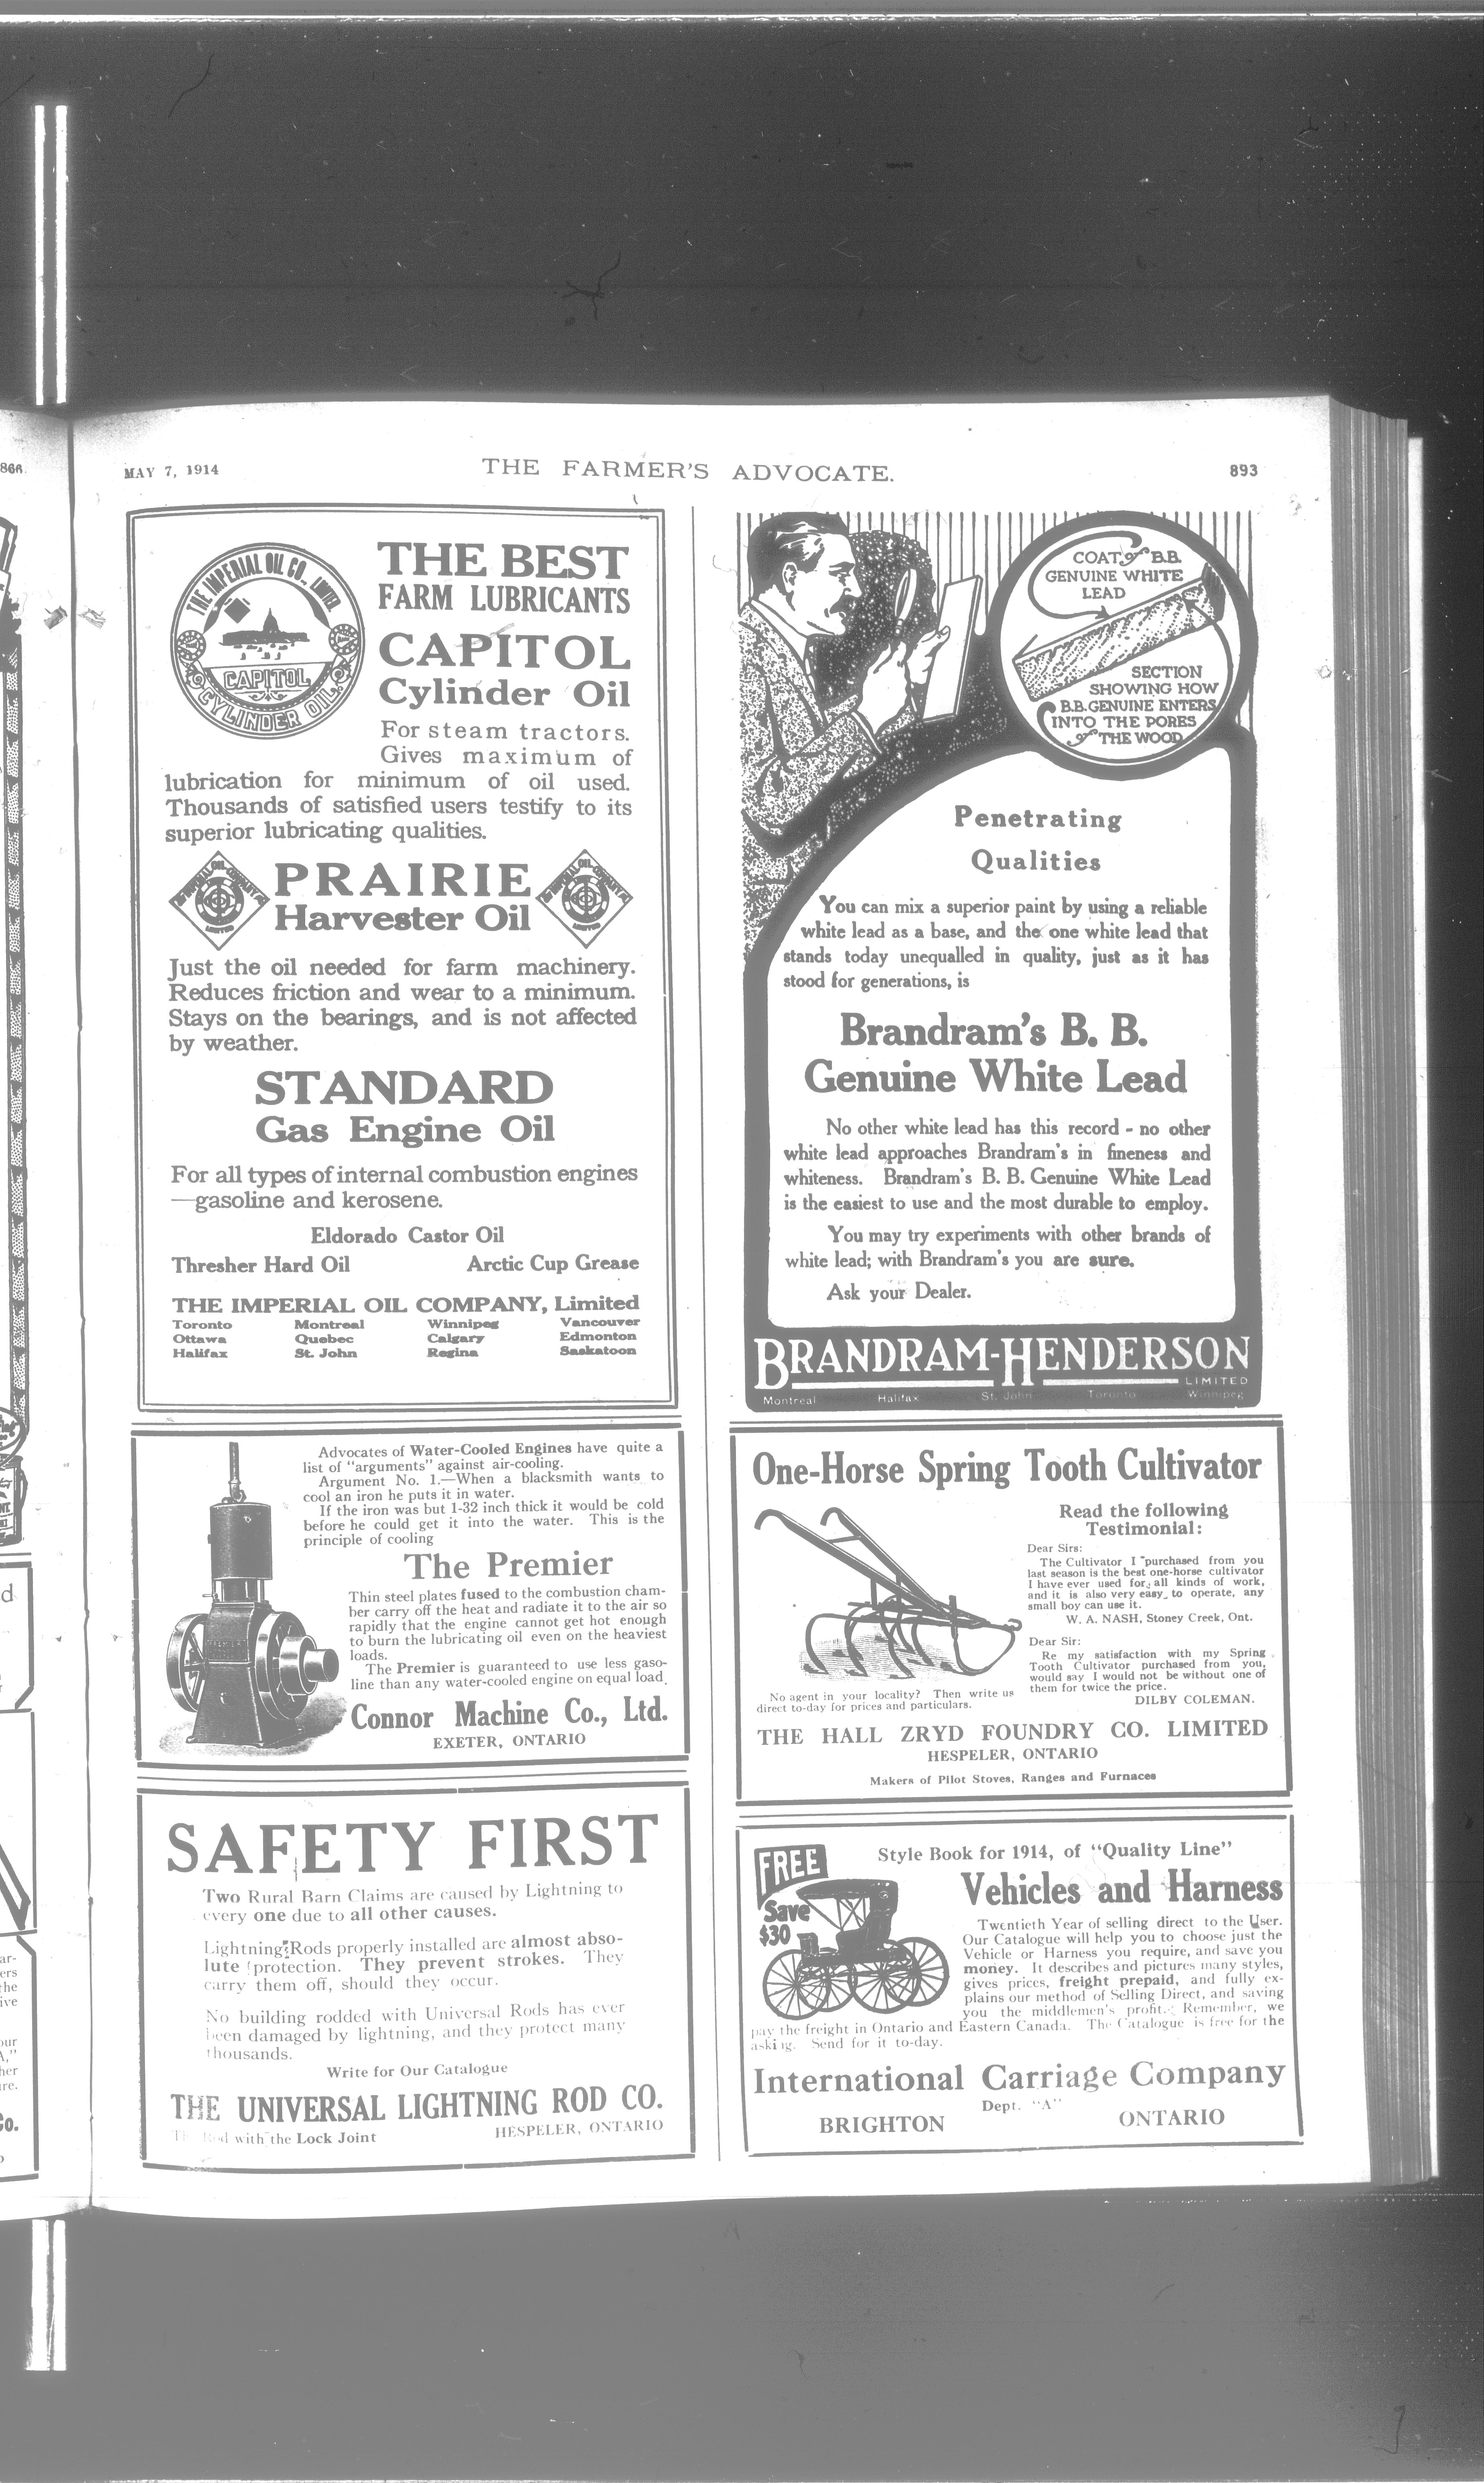 MAY 7, 1914
THE FARMER'S ADVOCATE.
893
THE IMPERIAL OIL CO., LIMITED
CAPITOL
CYLINDER OIL
THE BEST
FARM LUBRICANTS
CAPITOL
Cylinder Oil
For steam tractors.
Gives maximum of
lubrication for minimum of oil used.
Thousands of satisfied users testify to its
superior lubricating qualities.
PRAIRIE
Harvester Oil
Just the oil needed for farm machinery.
Reduces friction and wear to a minimum.
Stays on the bearings, and is not affected
by weather.
STANDARD
Gas Engine Oil
For all types of internal combustion engines
—gasoline and kerosene.
Eldorado Castor Oil
Thresher Hard Oil Arctic Cup Grease
THE IMPERIAL OIL COMPANY, Limited
Toronto Montreal Winnipeg Vancouver
Ottawa Quebec Calgary Edmonton
Halifax St. John Regina Saskatoon
Advocates of Water-Cooled Engines have quite a
list of "arguments" against air-cooling.
Argument No. 1.—When a blacksmith wants to
cool an iron he puts it in water.
If the iron was but 1-32 inch thick it would be cold
before he could get it into the water. This is the
principle of cooling
The Premier
Thin steel plates fused to the combustion cham-
ber carry off the heat and radiate it to the air so
rapidly that the engine cannot get hot enough
to burn the lubricating oil even on the heaviest
loads.
The Premier is guaranteed to use less gaso-
line than any water-cooled engine on equal load.
Connor Machine Co., Ltd.
EXETER, ONTARIO
SAFETY FIRST
Two Rural Barn Claims are caused by Lightning to
every one due to all other causes.
Lightning Rods properly installed are almost abso-
lute protection. They prevent strokes. They
carry them off, should they occur.
No building rodded with Universal Rods has ever
been damaged by lightning, and they protect many
thousands.
Write for Our Catalogue
THE UNIVERSAL LIGHTNING ROD CO.
The Rod with the Lock Joint HESPELER, ONTARIO
COAT of B.B.
GENUINE WHITE
LEAD
SECTION
SHOWING HOW
B.B. GENUINE ENTERS
INTO THE PORES
of THE WOOD
Penetrating
Qualities
You can mix a superior paint by using a reliable
white lead as a base, and the one white lead that
stands today unequalled in quality, just as it has
stood for generations, is
Brandram's B. B.
Genuine White Lead
No other white lead has this record - no other
white lead approaches Brandram's in fineness and
whiteness. Brandram's B. B. Genuine White Lead
is the easiest to use and the most durable to employ.
You may try experiments with other brands of
white lead; with Brandram's you are sure.
Ask your Dealer.
BRANDRAM-HENDERSON
LIMITED
Montreal Halifax St. John Toronto Winnipeg
One-Horse Spring Tooth Cultivator
Read the following
Testimonial:
Dear Sirs:
The Cultivator I purchased from you
last season is the best one-horse cultivator
I have ever used for all kinds of work,
and it is also very easy to operate, any
small boy can use it.
W. A. NASH, Stoney Creek, Ont.
Dear Sir:
Re my satisfaction with my Spring
Tooth Cultivator purchased from you,
would say I would not be without one of
them for twice the price.
DILBY COLEMAN.
No agent in your locality? Then write us
direct to-day for prices and particulars.
THE HALL ZRYD FOUNDRY CO. LIMITED
HESPELER, ONTARIO
Makers of Pilot Stoves, Ranges and Furnaces
FREE
Save
$30
Style Book for 1914, of "Quality Line"
Vehicles and Harness
Twentieth Year of selling direct to the User.
Our Catalogue will help you to choose just the
Vehicle or Harness you require, and save you
money. It describes and pictures many styles,
gives prices, freight prepaid, and fully ex-
plains our method of Selling Direct, and saving
you the middlemen's profit. Remember, we
pay the freight in Ontario and Eastern Canada. The Catalogue is free for the
asking. Send for it to-day.
International Carriage Company
Dept. "A"
BRIGHTON ONTARIO